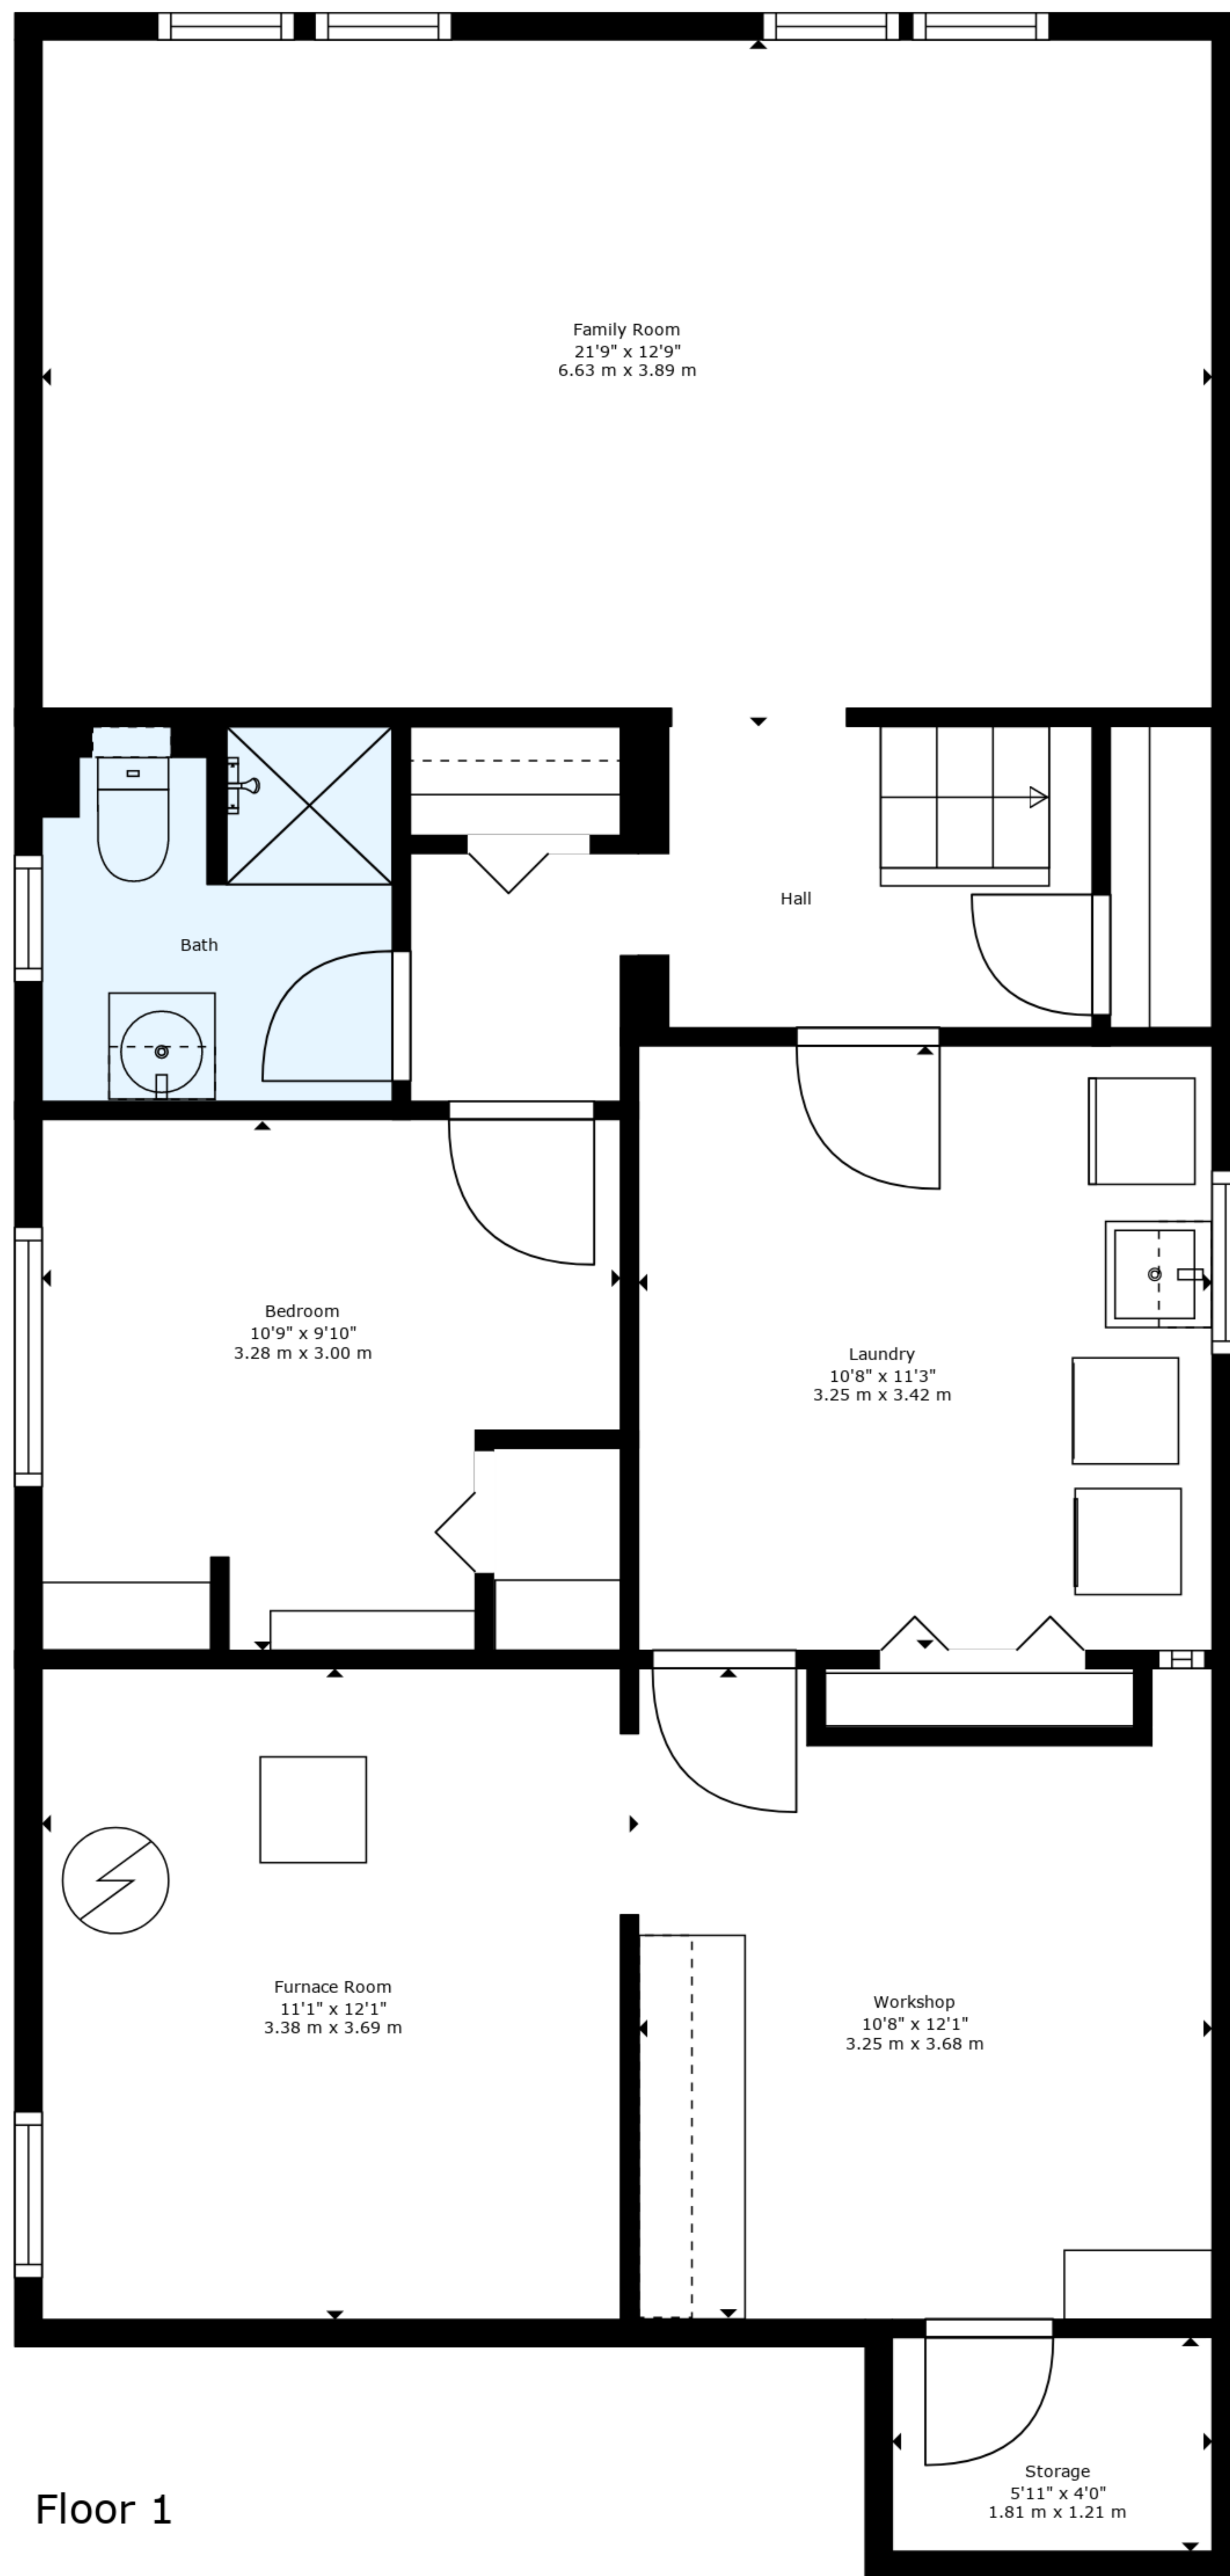 Family Room
21'9" x 12'9"
6.63 m x 3.89 m
Hall
Bath
Bedroom
10'9" x 9'10"
3.28 m x 3.00 m
Laundry
10'8" x 11'3"
3.25 m x 3.42 m
Furnace Room
11'1" x 12'1"
3.38 m x 3.69 m
Workshop
10'8" x 12'1"
3.25 m x 3.68 m
Storage
5'11" x 4'0"
1.81 m x 1.21 m
Floor 1